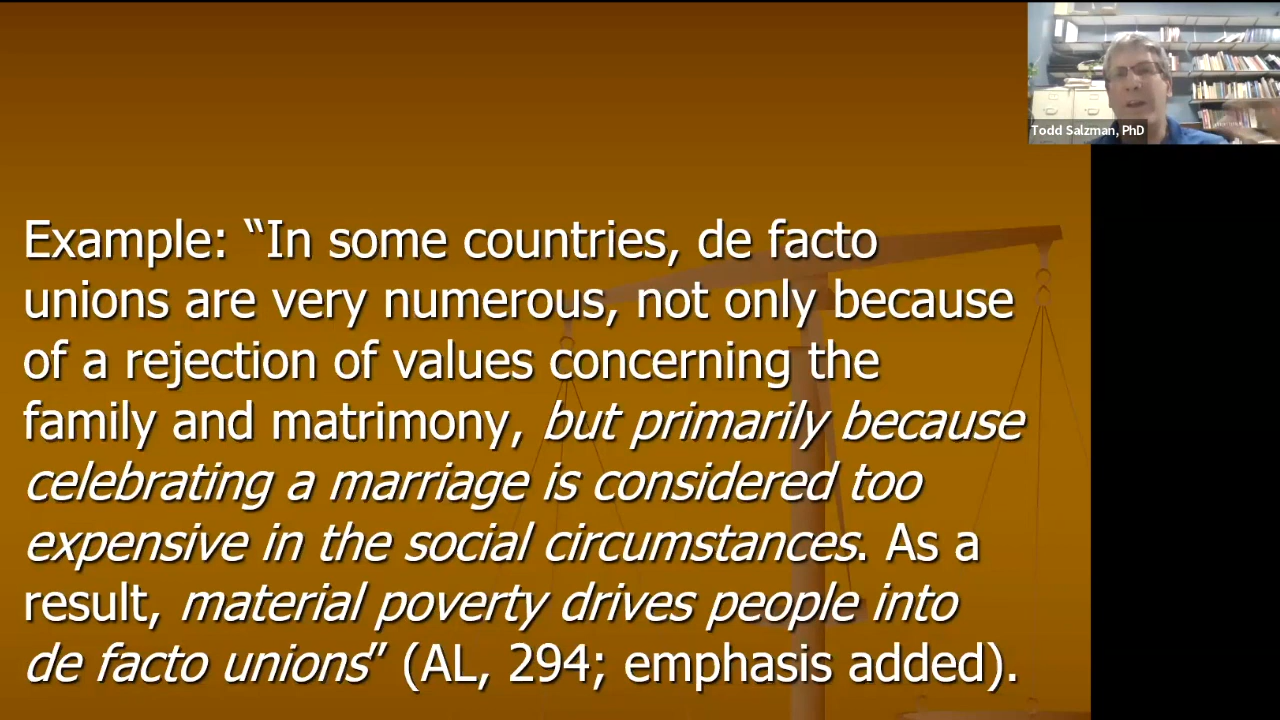 Todd Salzman, PhD
Example: “In some countries, de facto
unions are very numerous, not only because
of a rejection of values concerning the
family and matrimony, but primarily because
celebrating a marriage is considered too
expensive in the social circumstances. As a
result, material poverty drives people into
de facto unions” (AL, 294; emphasis added).